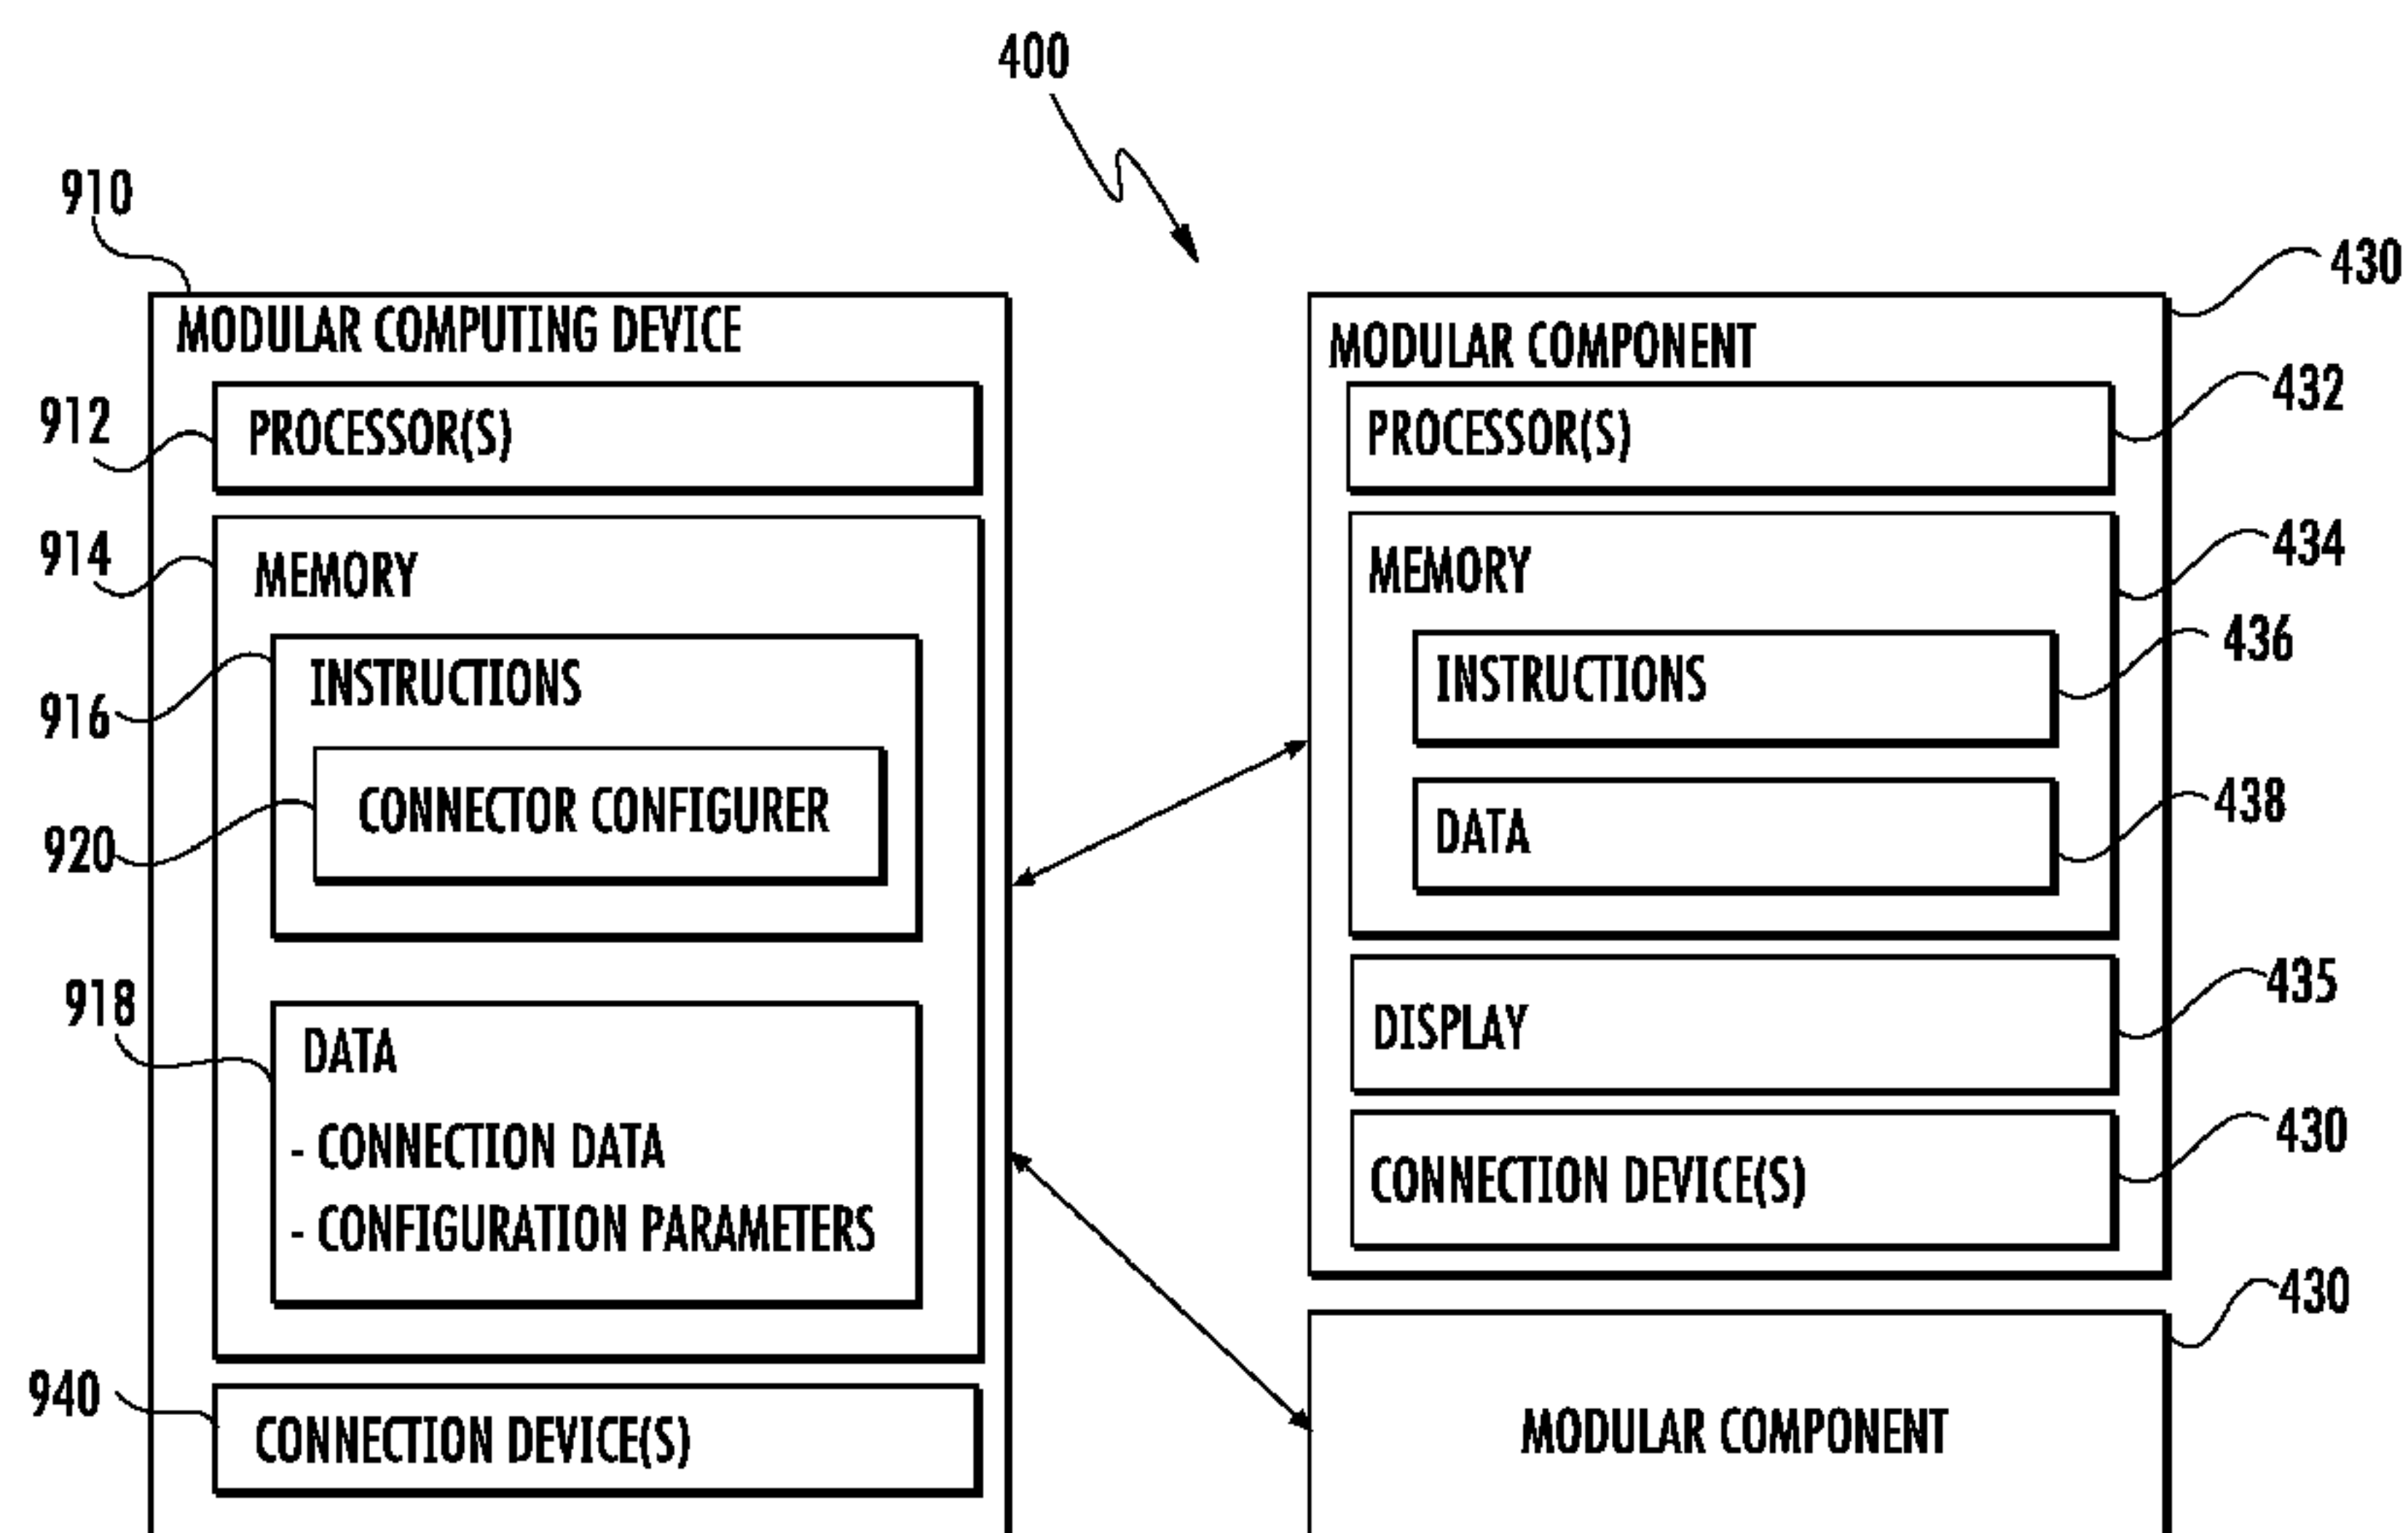 400
910
MODULAR COMPUTING DEVICE
912
PROCESSOR(S)
914
MEMORY
916
INSTRUCTIONS
920
CONNECTOR CONFIGURER
918
DATA
- CONNECTION DATA
- CONFIGURATION PARAMETERS
940
CONNECTION DEVICE(S)
430
MODULAR COMPONENT
432
PROCESSOR(S)
434
MEMORY
436
INSTRUCTIONS
438
DATA
435
DISPLAY
430
CONNECTION DEVICE(S)
430
MODULAR COMPONENT